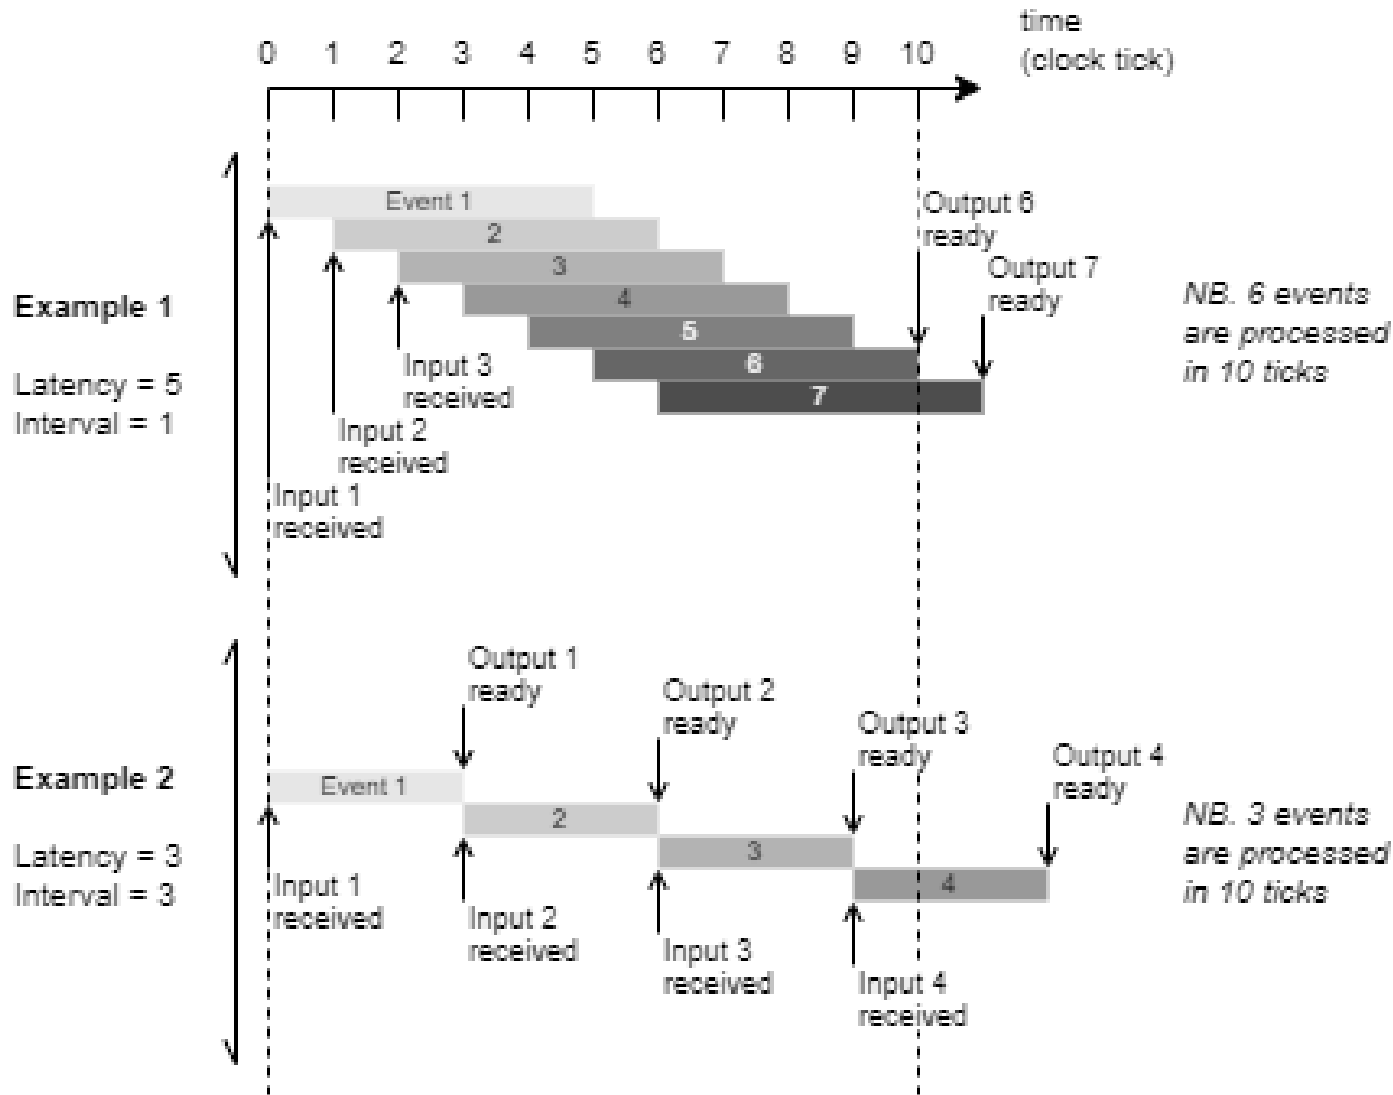 time
(clock tick)
0 1 2 3 4 5 6 7 8 9 10
Event 1
2
3
4
5
6
7
Output 6
ready
Output 7
ready
Example 1
Latency = 5
Interval = 1
Input 3
received
Input 2
received
Input 1
received
NB. 6 events
are processed
in 10 ticks
Output 1
ready
Output 2
ready
Output 3
ready
Output 4
ready
Example 2
Latency = 3
Interval = 3
Event 1
2
3
4
Input 1
received
Input 2
received
Input 3
received
Input 4
received
NB. 3 events
are processed
in 10 ticks